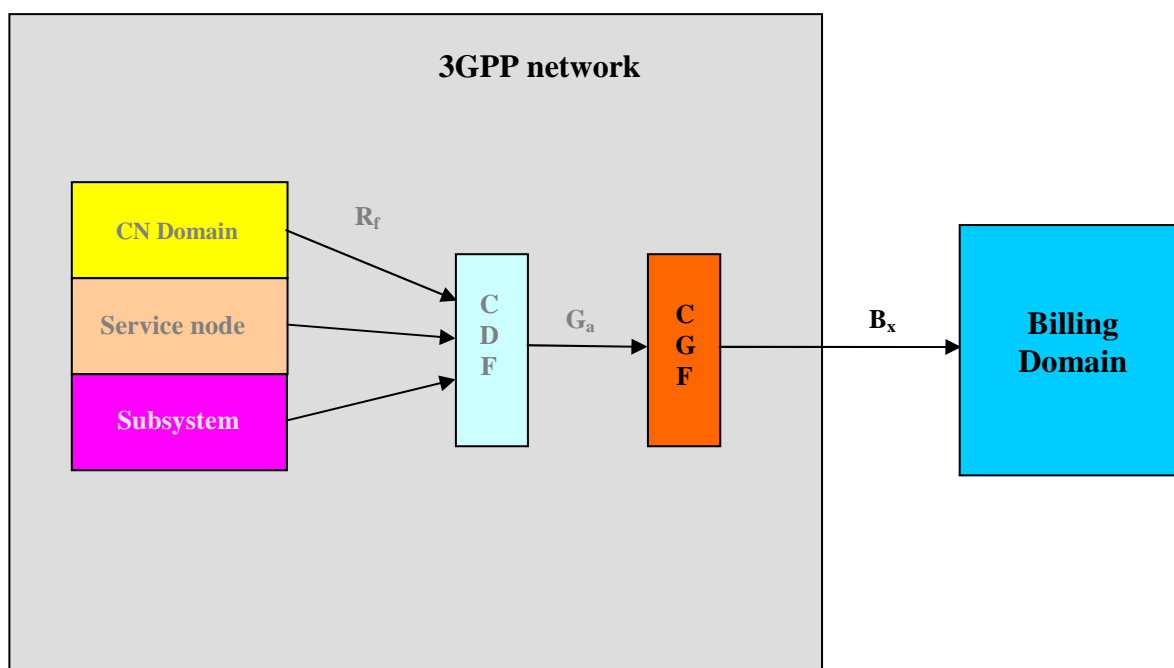 3GPP network
CN Domain
Service node
Subsystem
Rf
C
D
F
Ga
C
G
F
Bx
Billing
Domain